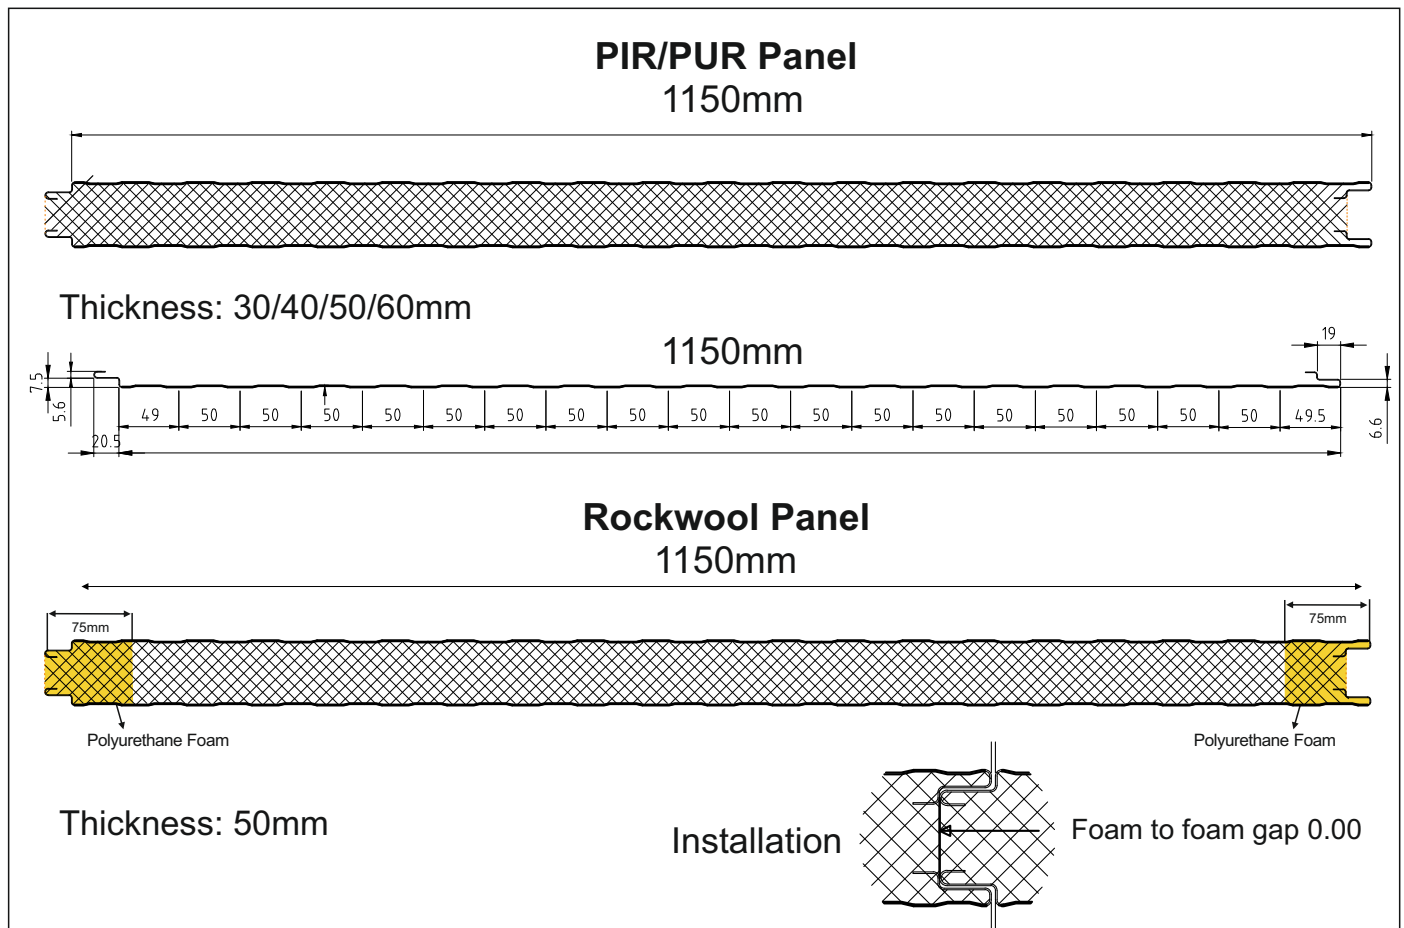 PIR/PUR Panel
1150mm
Thickness: 30/40/50/60mm
1150mm
19
7.5
5.6
49 50 50 50 50 50 50 50 50 50 50 50 50 50 50 50 50 50 50 49.5
6.6
20.5
Rockwool Panel
1150mm
75mm
75mm
Polyurethane Foam
Polyurethane Foam
Thickness: 50mm
Installation
Foam to foam gap 0.00